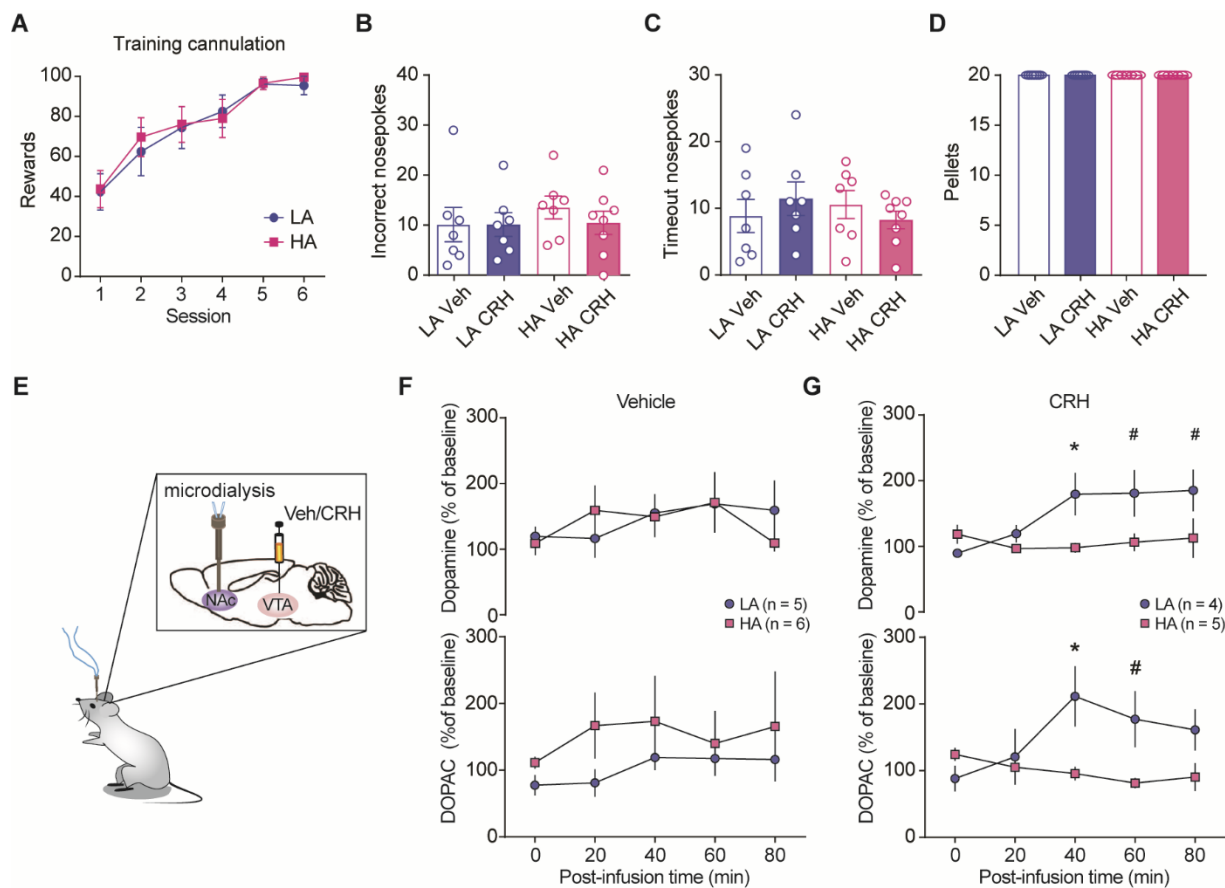 A
Training cannulation
Rewards
100
80
60
40
20
0
1 2 3 4 5 6
Session
LA
HA
B
Incorrect nosepokes
40
30
20
10
0
LA Veh
LA CRH
HA Veh
HA CRH
C
Timeout nosepokes
30
20
10
0
LA Veh
LA CRH
HA Veh
HA CRH
D
Pellets
20
15
10
5
0
LA Veh
LA CRH
HA Veh
HA CRH
E
microdialysis
Veh/CRH
NAc
VTA
F
Vehicle
Dopamine (% of baseline)
300
200
100
0
LA (n = 5)
HA (n = 6)
DOPAC (%of baseline)
300
200
100
0
0 20 40 60 80
Post-infusion time (min)
G
CRH
Dopamine (% of baseline)
300
200
100
0
* # #
LA (n = 4)
HA (n = 5)
DOPAC (% of basleine)
300
200
100
0
* #
0 20 40 60 80
Post-infusion time (min)